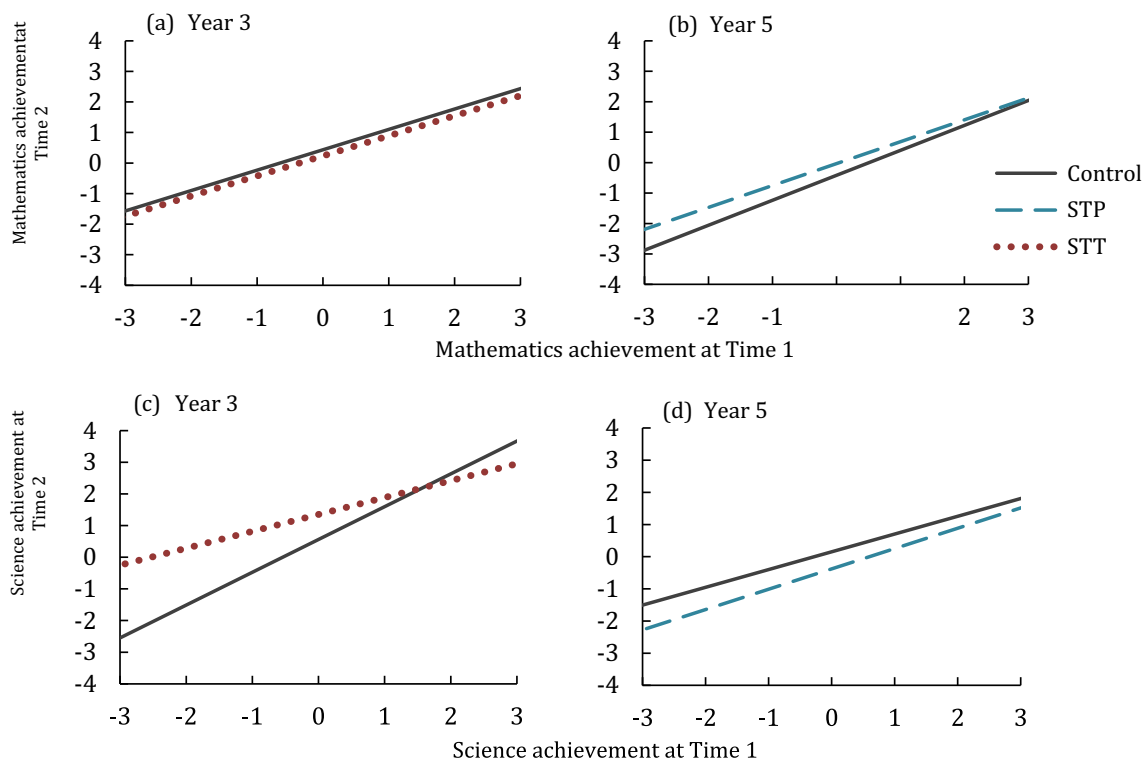 (a) Year 3
Mathematics achievementat
Time 2
4
3
2
1
0
-1
-2
-3
-4
-3 -2 -1 0 1 2 3
(b) Year 5
4
3
2
1
0
-1
-2
-3
-4
-3 -2 -1 2 3
Control
STP
STT
Mathematics achievement at Time 1
(c) Year 3
Science achievement at
Time 2
4
3
2
1
0
-1
-2
-3
-4
-3 -2 -1 0 1 2 3
(d) Year 5
4
3
2
1
0
-1
-2
-3
-4
-3 -2 -1 0 1 2 3
Science achievement at Time 1